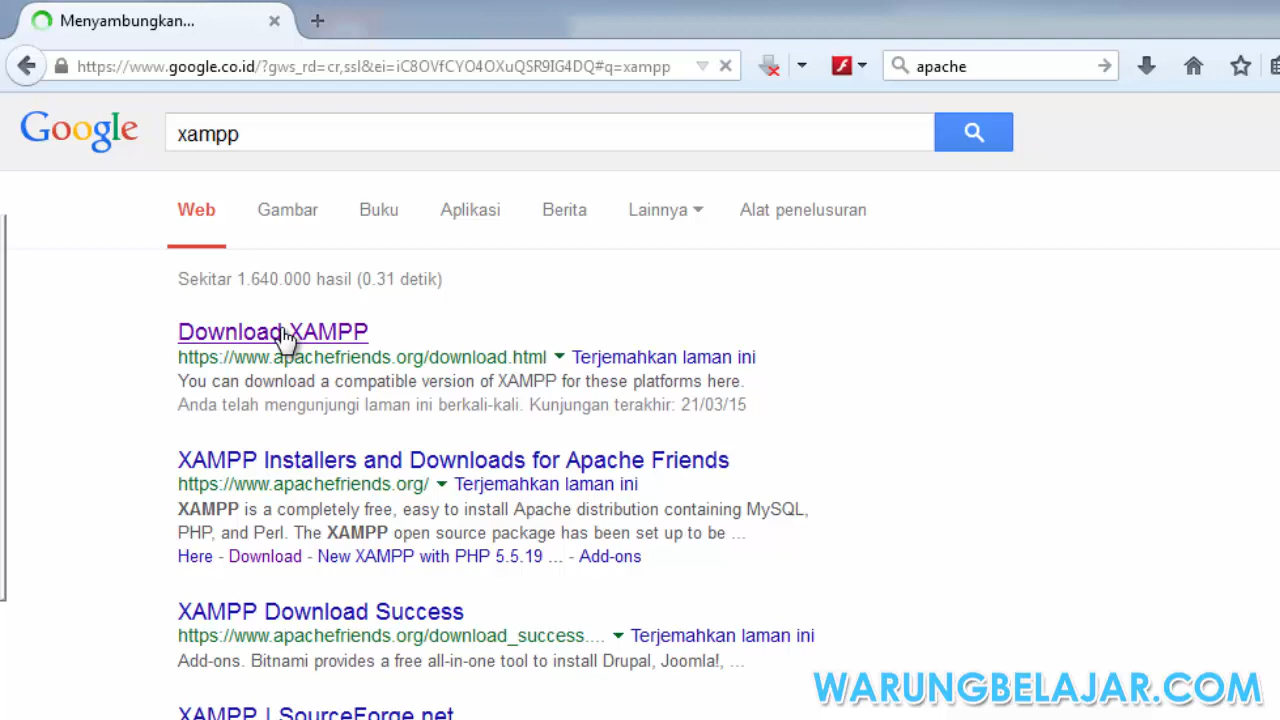 Menyambungkan...
https://www.google.co.id/?gws_rd=cr,ssl&ei=iC8OVfCYO4OXuQSR9IG4DQ#q=xampp
apache
Google
xampp
Web Gambar Buku Aplikasi Berita Lainnya Alat penelusuran
Sekitar 1.640.000 hasil (0.31 detik)
Download XAMPP
https://www.apachefriends.org/download.html Terjemahkan laman ini
You can download a compatible version of XAMPP for these platforms here.
Anda telah mengunjungi laman ini berkali-kali. Kunjungan terakhir: 21/03/15
XAMPP Installers and Downloads for Apache Friends
https://www.apachefriends.org/ Terjemahkan laman ini
XAMPP is a completely free, easy to install Apache distribution containing MySQL,
PHP, and Perl. The XAMPP open source package has been set up to be ...
Here - Download - New XAMPP with PHP 5.5.19 ... - Add-ons
XAMPP Download Success
https://www.apachefriends.org/download_success.... Terjemahkan laman ini
Add-ons. Bitnami provides a free all-in-one tool to install Drupal, Joomla!, ...
XAMPP | SourceForge.net
WARUNGBELAJAR.COM